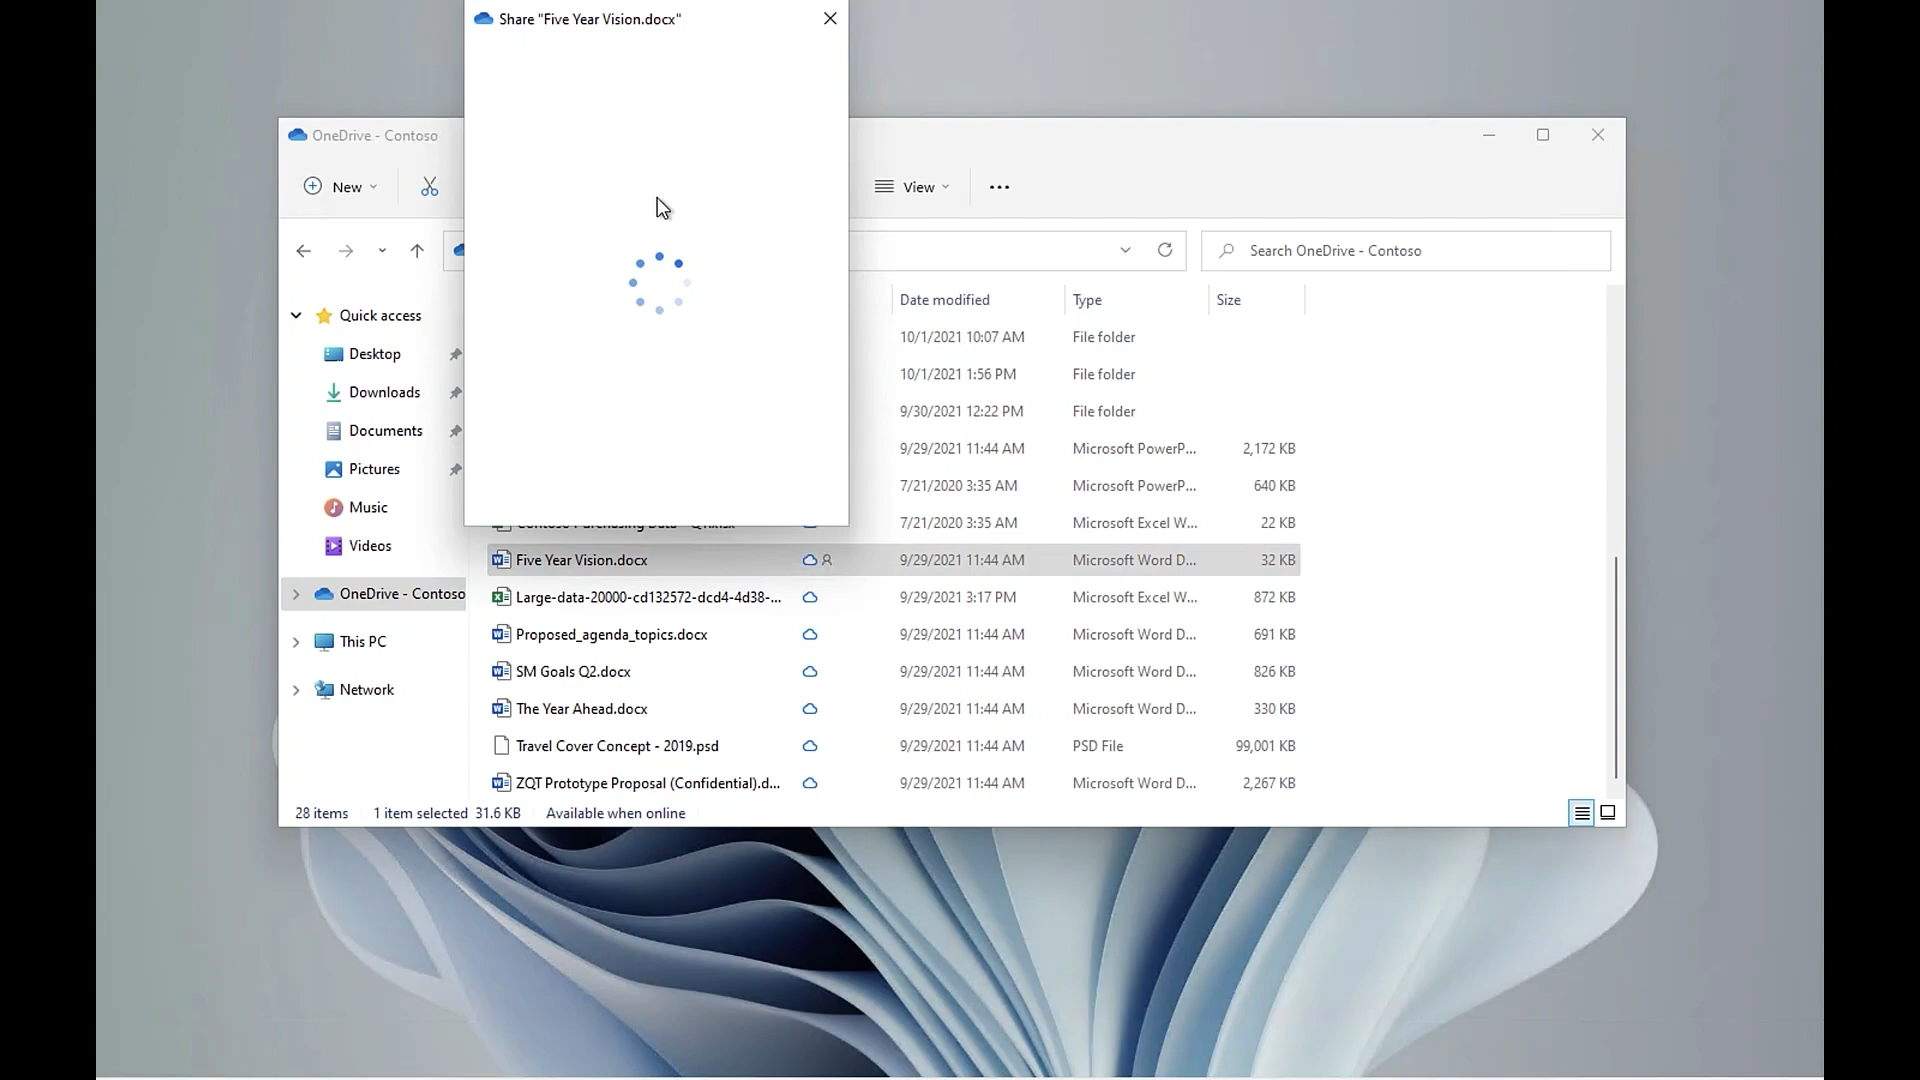 Share "Five Year Vision.docx"
OneDrive - Contoso
New
View
Search OneDrive - Contoso
Date modified Type Size
Quick access
Desktop
Downloads
Documents
Pictures
Music
Videos
OneDrive - Contoso
This PC
Network
10/1/2021 10:07 AM File folder
10/1/2021 1:56 PM File folder
9/30/2021 12:22 PM File folder
9/29/2021 11:44 AM Microsoft PowerP... 2,172 KB
7/21/2020 3:35 AM Microsoft PowerP... 640 KB
7/21/2020 3:35 AM Microsoft Excel W... 22 KB
Five Year Vision.docx 9/29/2021 11:44 AM Microsoft Word D... 32 KB
Large-data-20000-cd132572-dcd4-4d38-... 9/29/2021 3:17 PM Microsoft Excel W... 872 KB
Proposed_agenda_topics.docx 9/29/2021 11:44 AM Microsoft Word D... 691 KB
SM Goals Q2.docx 9/29/2021 11:44 AM Microsoft Word D... 826 KB
The Year Ahead.docx 9/29/2021 11:44 AM Microsoft Word D... 330 KB
Travel Cover Concept - 2019.psd 9/29/2021 11:44 AM PSD File 99,001 KB
ZQT Prototype Proposal (Confidential).d... 9/29/2021 11:44 AM Microsoft Word D... 2,267 KB
28 items 1 item selected 31.6 KB Available when online